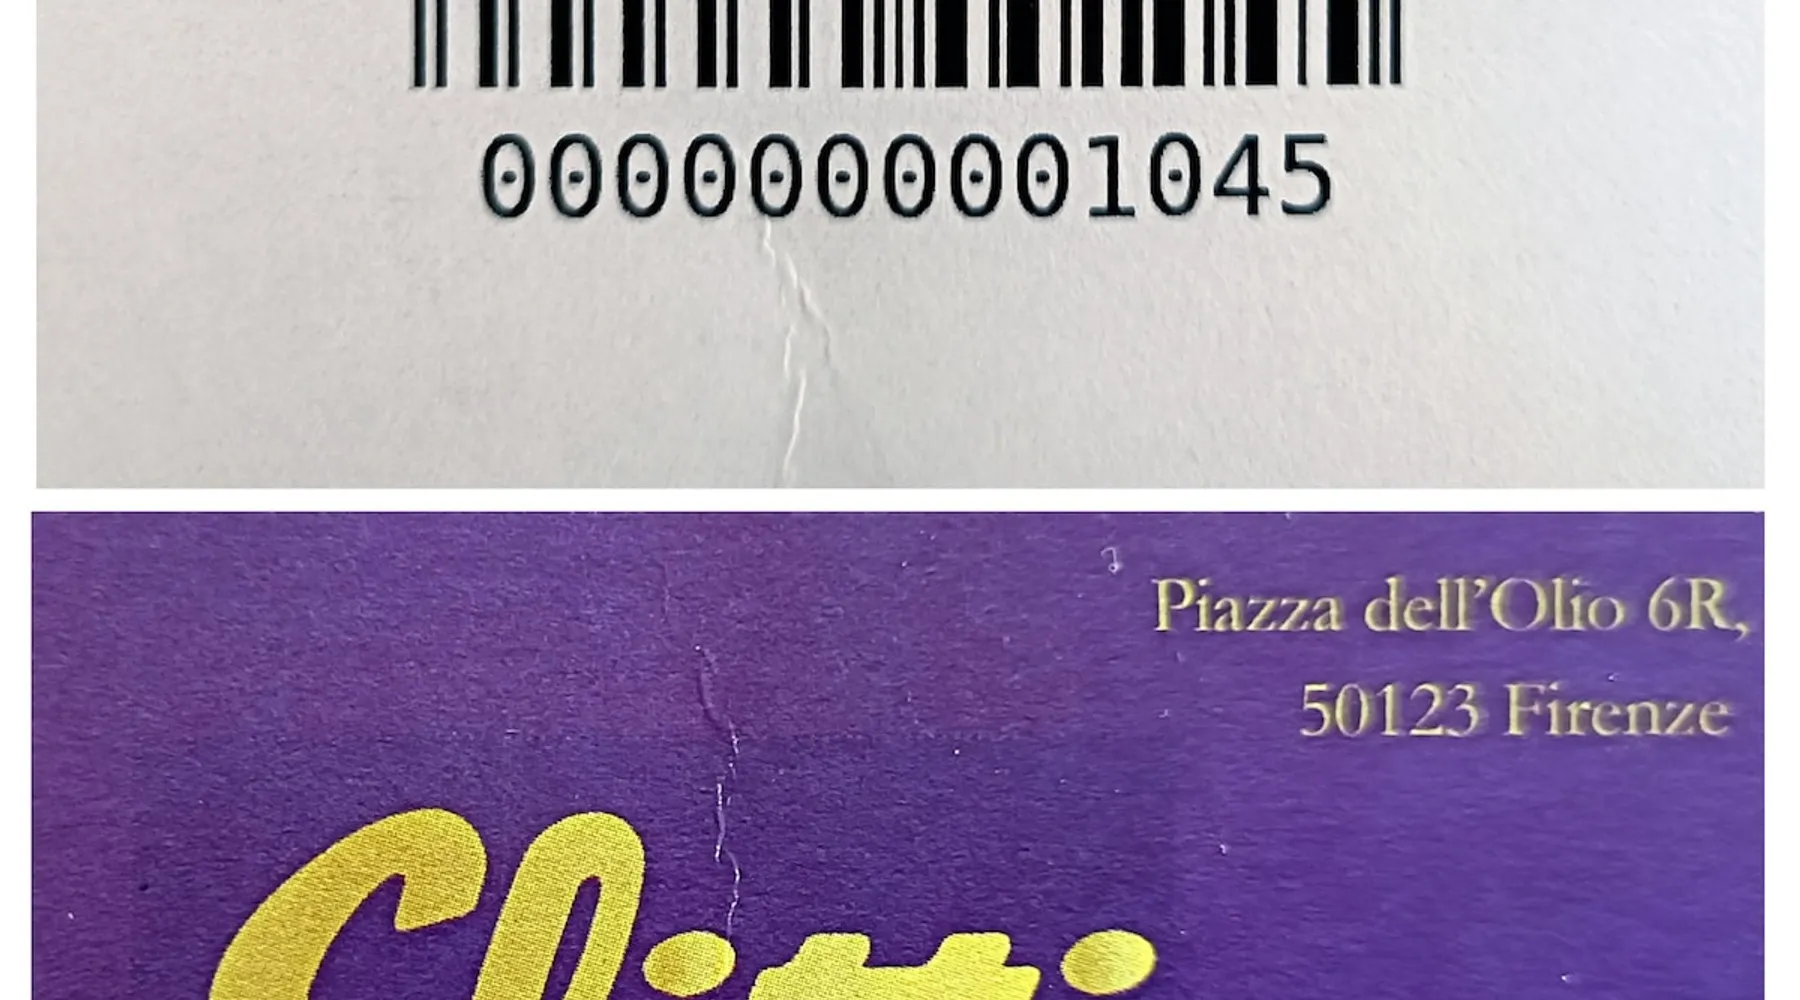 0000000001045
Piazza dell’Olio 6R,
50123 Firenze